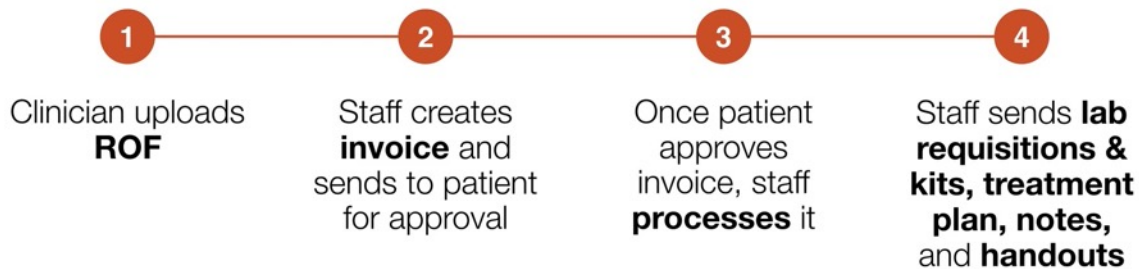 1
Clinician uploads
ROF
2
Staff creates
invoice and
sends to patient
for approval
3
Once patient
approves
invoice, staff
processes it
4
Staff sends lab
requisitions &
kits, treatment
plan, notes,
and handouts